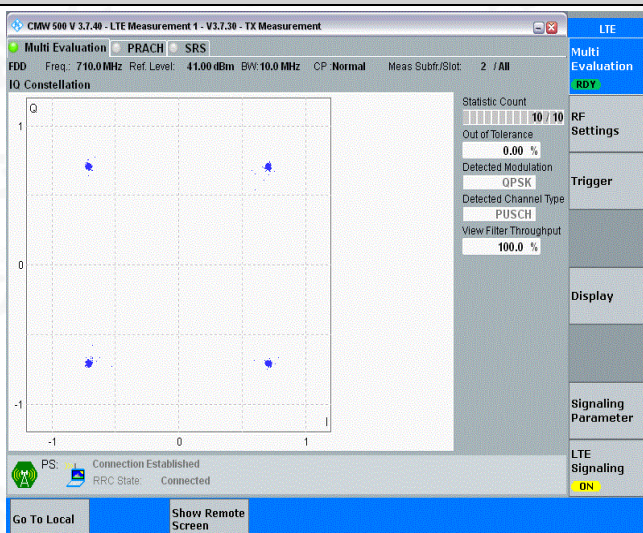 CMW 500 V 3.7.40 - LTE Measurement 1 - V3.7.30 - TX Measurement
LTE
Multi Evaluation PRACH SRS
Multi
Evaluation
RDY
FDD Freq.: 710.0 MHz Ref. Level: 41.00 dBm BW: 10.0 MHz CP :Normal Meas Subfr./Slot: 2 / All
IQ Constellation
Q
1
0
-1
-1 0 1
I
Statistic Count
10 / 10
Out of Tolerance
0.00 %
Detected Modulation
QPSK
Detected Channel Type
PUSCH
View Filter Throughput
100.0 %
RF
Settings
Trigger
Display
Signaling
Parameter
LTE
Signaling
ON
PS: Connection Established
RRC State: Connected
Go To Local
Show Remote
Screen